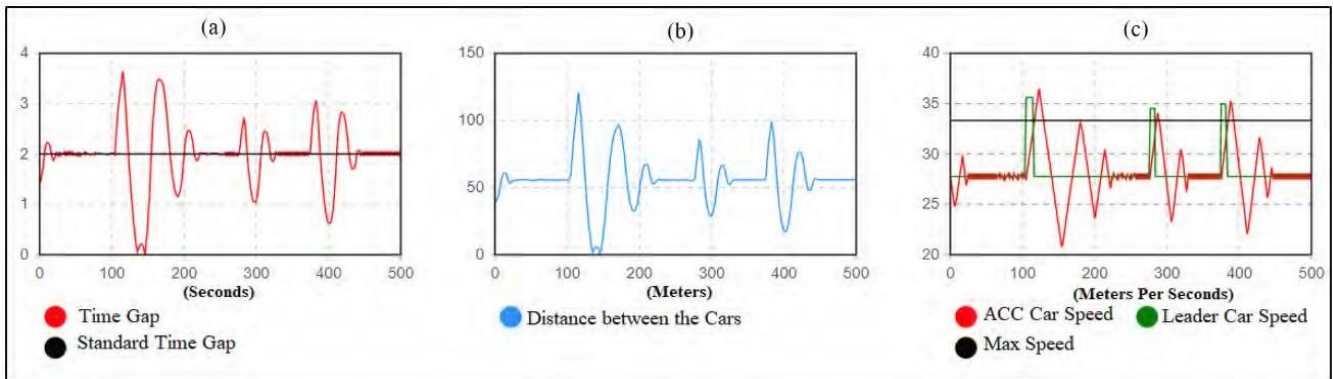 (a)
4
3
2
1
0
0 100 200 300 400 500
(Seconds)
Time Gap
Standard Time Gap
(b)
150
100
50
0
0 100 200 300 400 500
(Meters)
Distance between the Cars
(c)
40
35
30
25
20
0 100 200 300 400 500
(Meters Per Seconds)
ACC Car Speed Leader Car Speed
Max Speed